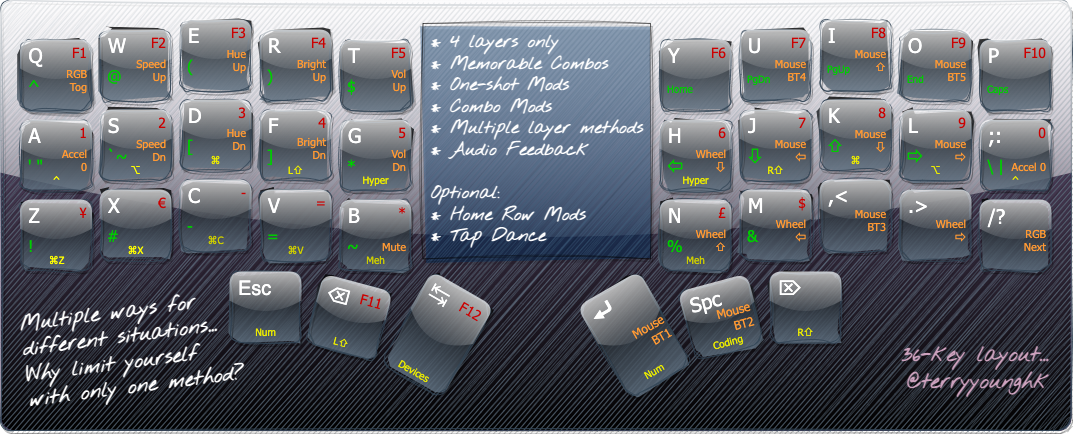 Q F1 RGB Tog ^
W F2 Speed Up @
E F3 Hue Up (
R F4 Bright Up )
T F5 Vol Up $
* 4 layers only
* Memorable Combos
* One-shot Mods
* Combo Mods
* Multiple layer methods
* Audio Feedback
Optional:
* Home Row Mods
* Tap Dance
Y F6 Home
U F7 Mouse BT4 PgDn
I F8 Mouse ⇧ PgUp
O F9 Mouse BT5 End
P F10 Caps
A 1 Accel 0 ' " ^
S 2 Speed Dn ` ~ ⌥
D 3 Hue Dn [ ⌘
F 4 Bright Dn ] L⇧
G 5 Vol Dn * Hyper
H 6 Wheel ⇩ ⇦ Hyper
J 7 Mouse ⇦ ⇩ R⇧
K 8 Mouse ⇩ ⇧ ⌘
L 9 Mouse ⇨ ⇨ ⌥
;: 0 Accel 0 \ | ^
Z ¥ ! ⌘Z
X € # ⌘X
C - - ⌘C
V = = ⌘V
B * Mute ~ Meh
N £ Wheel ⇧ % Meh
M $ Wheel ⇦ &
,< Mouse BT3
.> Wheel ⇨
/? RGB Next
Esc Num
⌫ F11 L⇧
↹ F12 Devices
↵ Mouse BT1 Num
Spc Mouse BT2 Coding
⌦ R⇧
Multiple ways for
different situations...
Why limit yourself
with only one method?
36-Key layout...
@terryyounghk